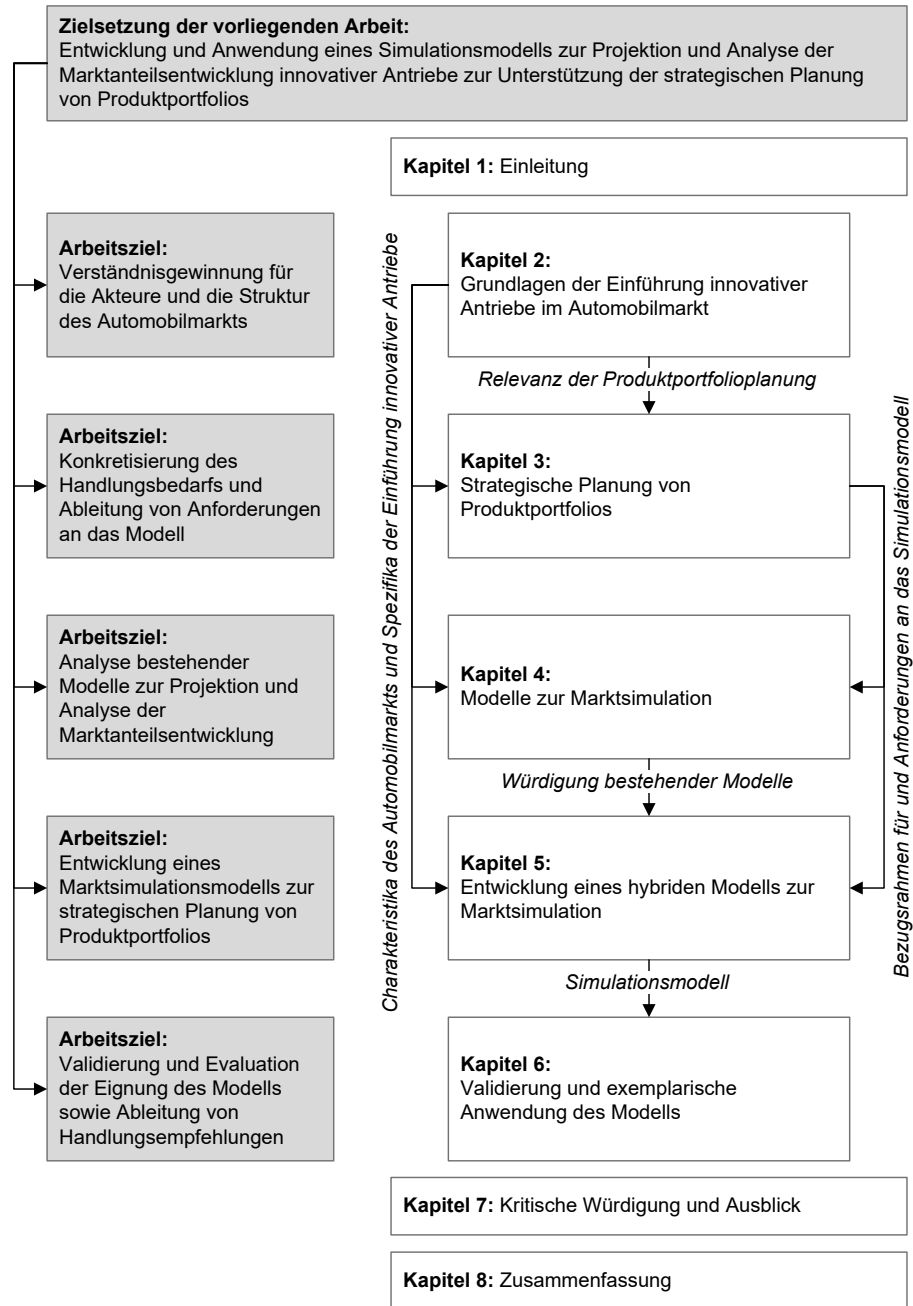 Zielsetzung der vorliegenden Arbeit:
Entwicklung und Anwendung eines Simulationsmodells zur Projektion und Analyse der
Marktanteilsentwicklung innovativer Antriebe zur Unterstützung der strategischen Planung
von Produktportfolios
Kapitel 1: Einleitung
Arbeitsziel:
Verständnisgewinnung für
die Akteure und die Struktur
des Automobilmarkts
Charakteristika des Automobilmarkts und Spezifika der Einführung innovativer Antriebe
Kapitel 2:
Grundlagen der Einführung innovativer
Antriebe im Automobilmarkt
Relevanz der Produktportfolioplanung
Arbeitsziel:
Konkretisierung des
Handlungsbedarfs und
Ableitung von Anforderungen
an das Modell
Kapitel 3:
Strategische Planung von
Produktportfolios
Bezugsrahmen für und Anforderungen an das Simulationsmodell
Arbeitsziel:
Analyse bestehender
Modelle zur Projektion und
Analyse der
Marktanteilsentwicklung
Kapitel 4:
Modelle zur Marktsimulation
Würdigung bestehender Modelle
Arbeitsziel:
Entwicklung eines
Marktsimulationsmodells zur
strategischen Planung von
Produktportfolios
Kapitel 5:
Entwicklung eines hybriden Modells zur
Marktsimulation
Simulationsmodell
Arbeitsziel:
Validierung und Evaluation
der Eignung des Modells
sowie Ableitung von
Handlungsempfehlungen
Kapitel 6:
Validierung und exemplarische
Anwendung des Modells
Kapitel 7: Kritische Würdigung und Ausblick
Kapitel 8: Zusammenfassung